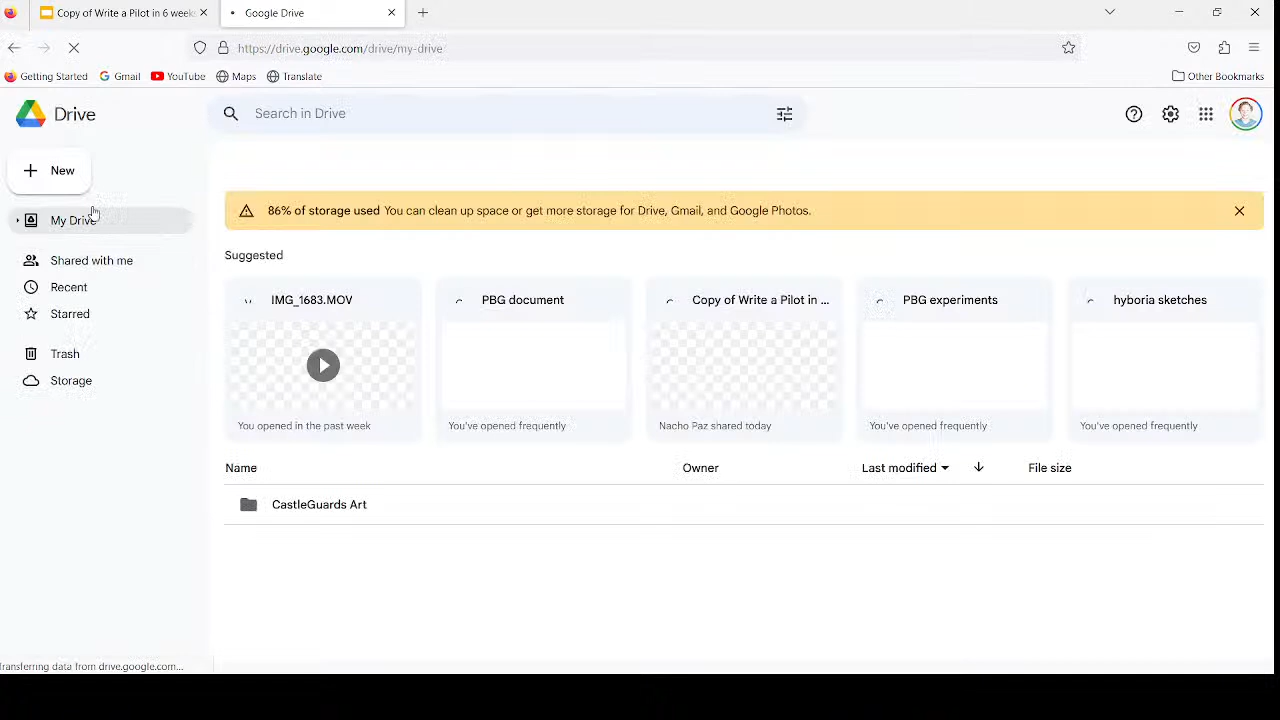 Copy of Write a Pilot in 6 week
Google Drive
https://drive.google.com/drive/my-drive
Getting Started Gmail YouTube Maps Translate Other Bookmarks
Drive
Search in Drive
New
My Drive
Shared with me
Recent
Starred
Trash
Storage
86% of storage used You can clean up space or get more storage for Drive, Gmail, and Google Photos.
Suggested
IMG_1683.MOV
You opened in the past week
PBG document
You've opened frequently
Copy of Write a Pilot in ...
Nacho Paz shared today
PBG experiments
You've opened frequently
hyboria sketches
You've opened frequently
Name Owner Last modified File size
CastleGuards Art
Transferring data from drive.google.com...